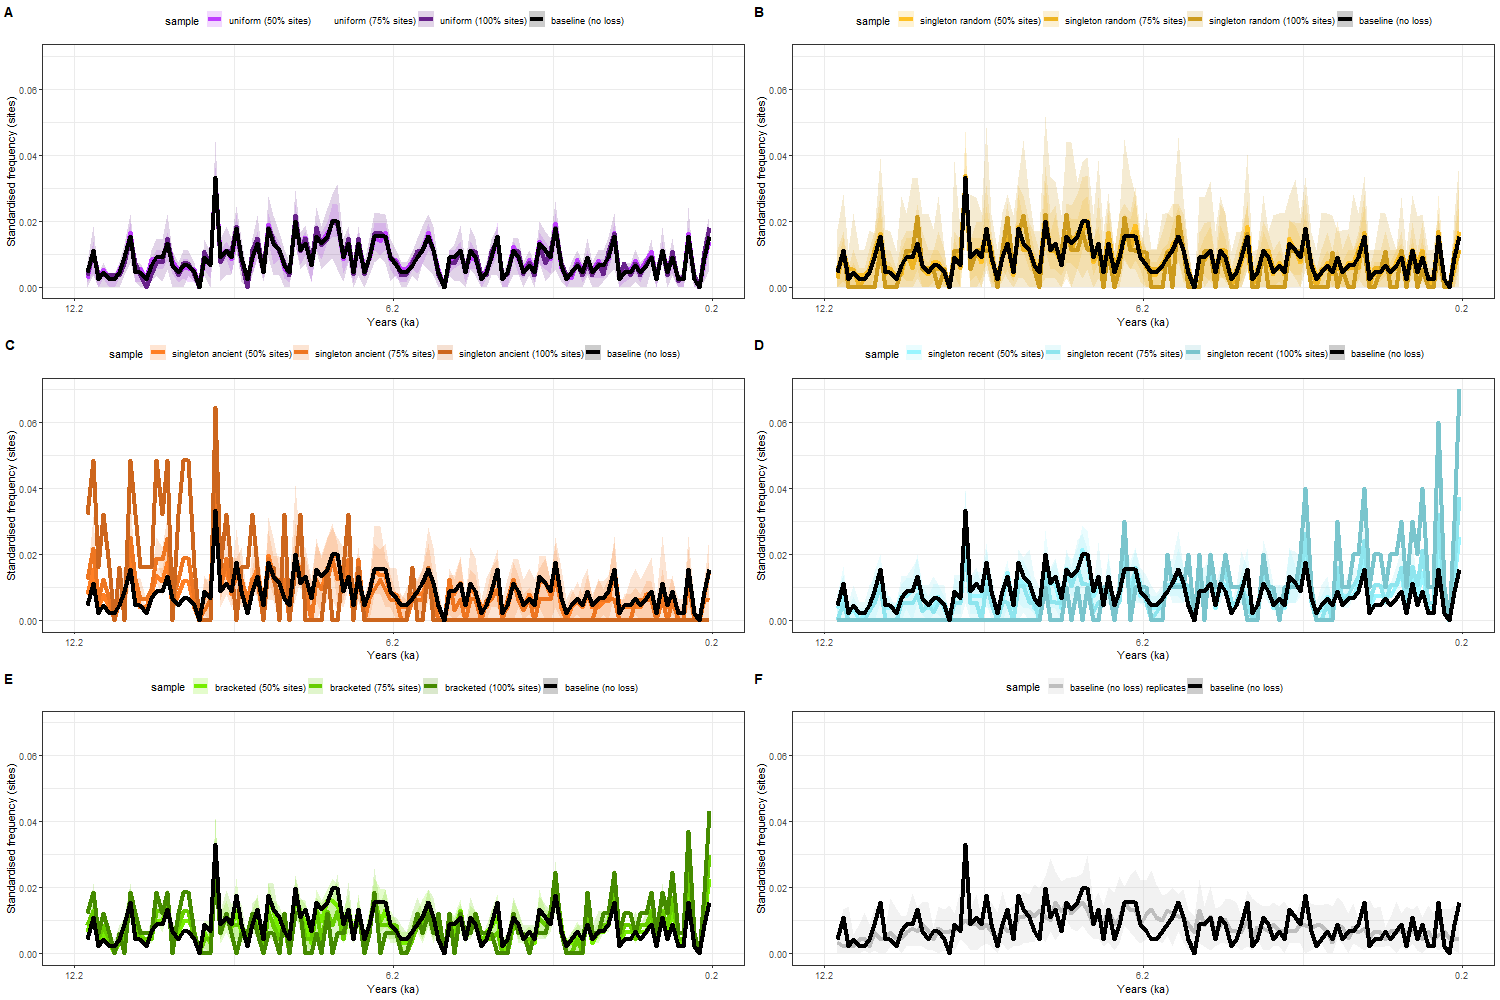 A
sample uniform (50% sites) uniform (75% sites) uniform (100% sites) baseline (no loss)
Standardised frequency (sites)
0.06
0.04
0.02
0.00
12.2 6.2 0.2
Years (ka)
B
sample singleton random (50% sites) singleton random (75% sites) singleton random (100% sites) baseline (no loss)
Standardised frequency (sites)
0.06
0.04
0.02
0.00
12.2 6.2 0.2
Years (ka)
C
sample singleton ancient (50% sites) singleton ancient (75% sites) singleton ancient (100% sites) baseline (no loss)
Standardised frequency (sites)
0.06
0.04
0.02
0.00
12.2 6.2 0.2
Years (ka)
D
sample singleton recent (50% sites) singleton recent (75% sites) singleton recent (100% sites) baseline (no loss)
Standardised frequency (sites)
0.06
0.04
0.02
0.00
12.2 6.2 0.2
Years (ka)
E
sample bracketed (50% sites) bracketed (75% sites) bracketed (100% sites) baseline (no loss)
Standardised frequency (sites)
0.06
0.04
0.02
0.00
12.2 6.2 0.2
Years (ka)
F
sample baseline (no loss) replicates baseline (no loss)
Standardised frequency (sites)
0.06
0.04
0.02
0.00
12.2 6.2 0.2
Years (ka)